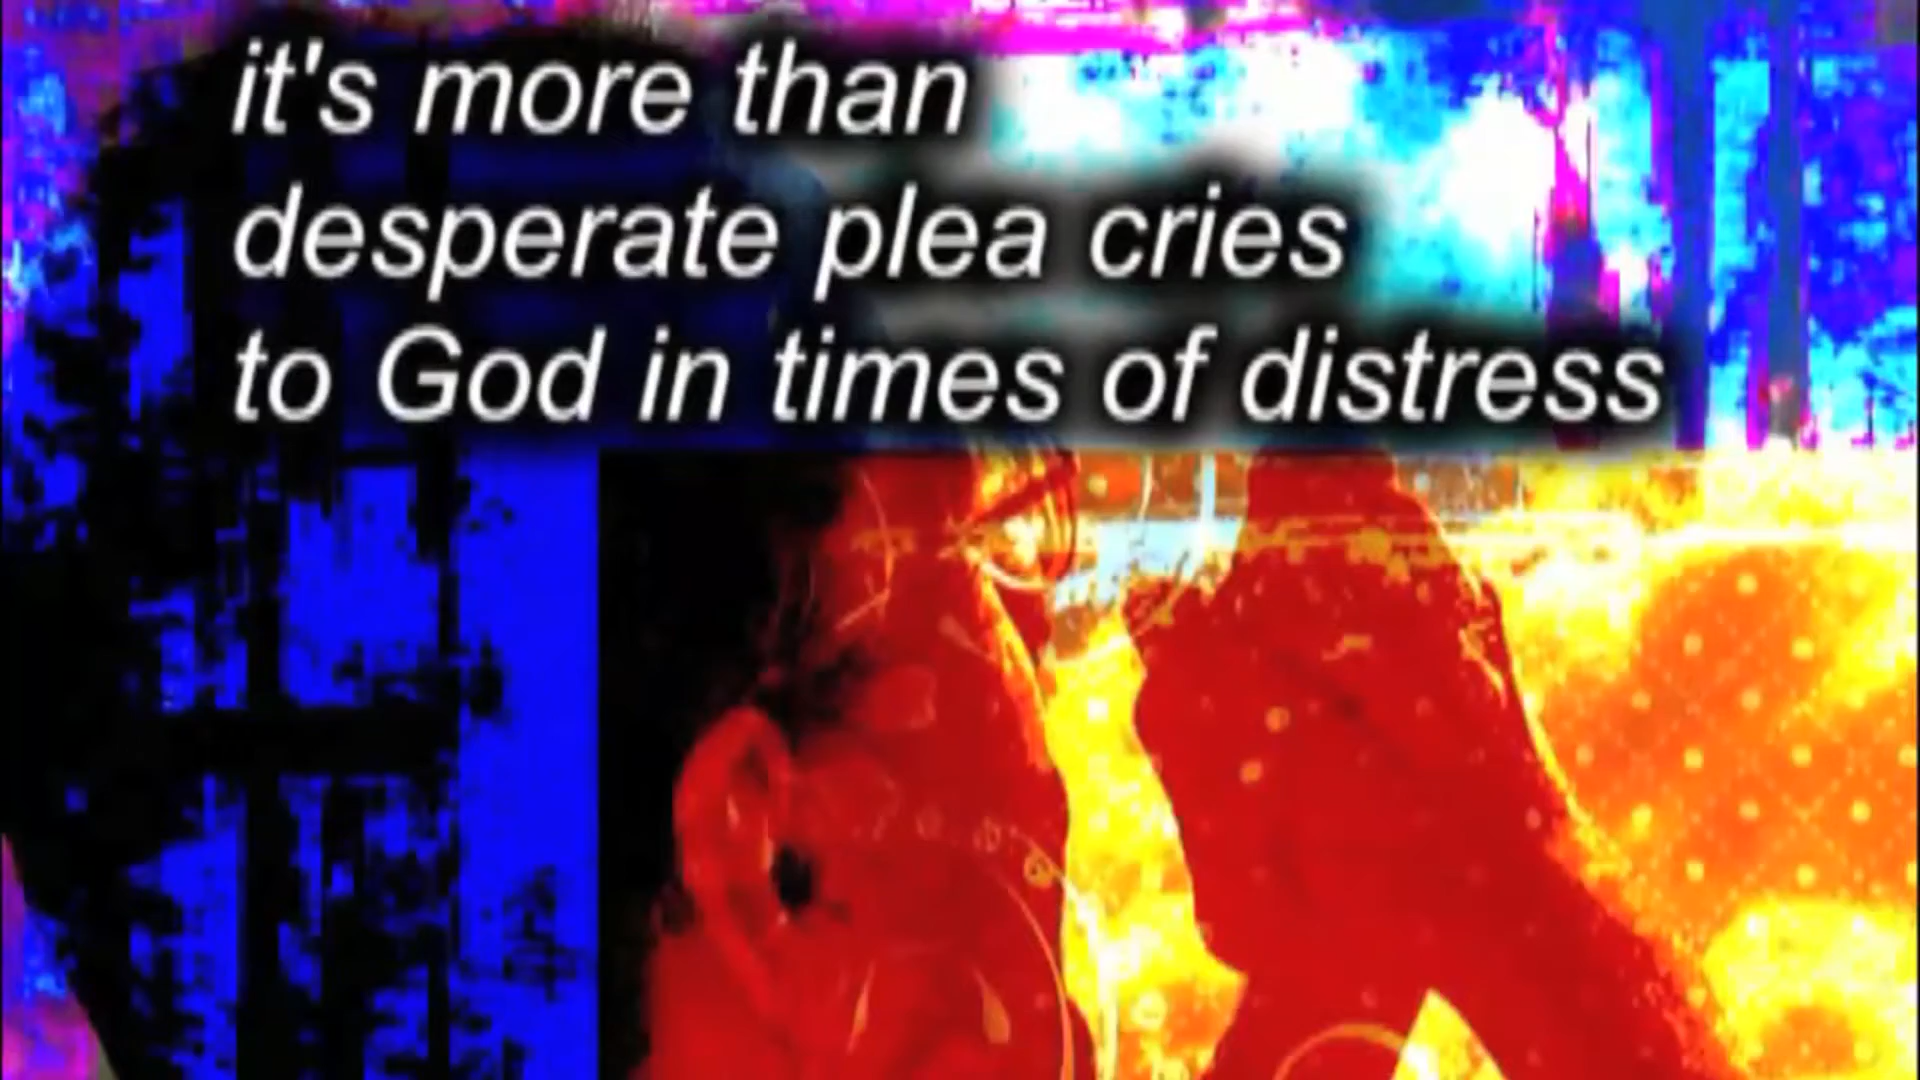 it's more than
desperate plea cries
to God in times of distress